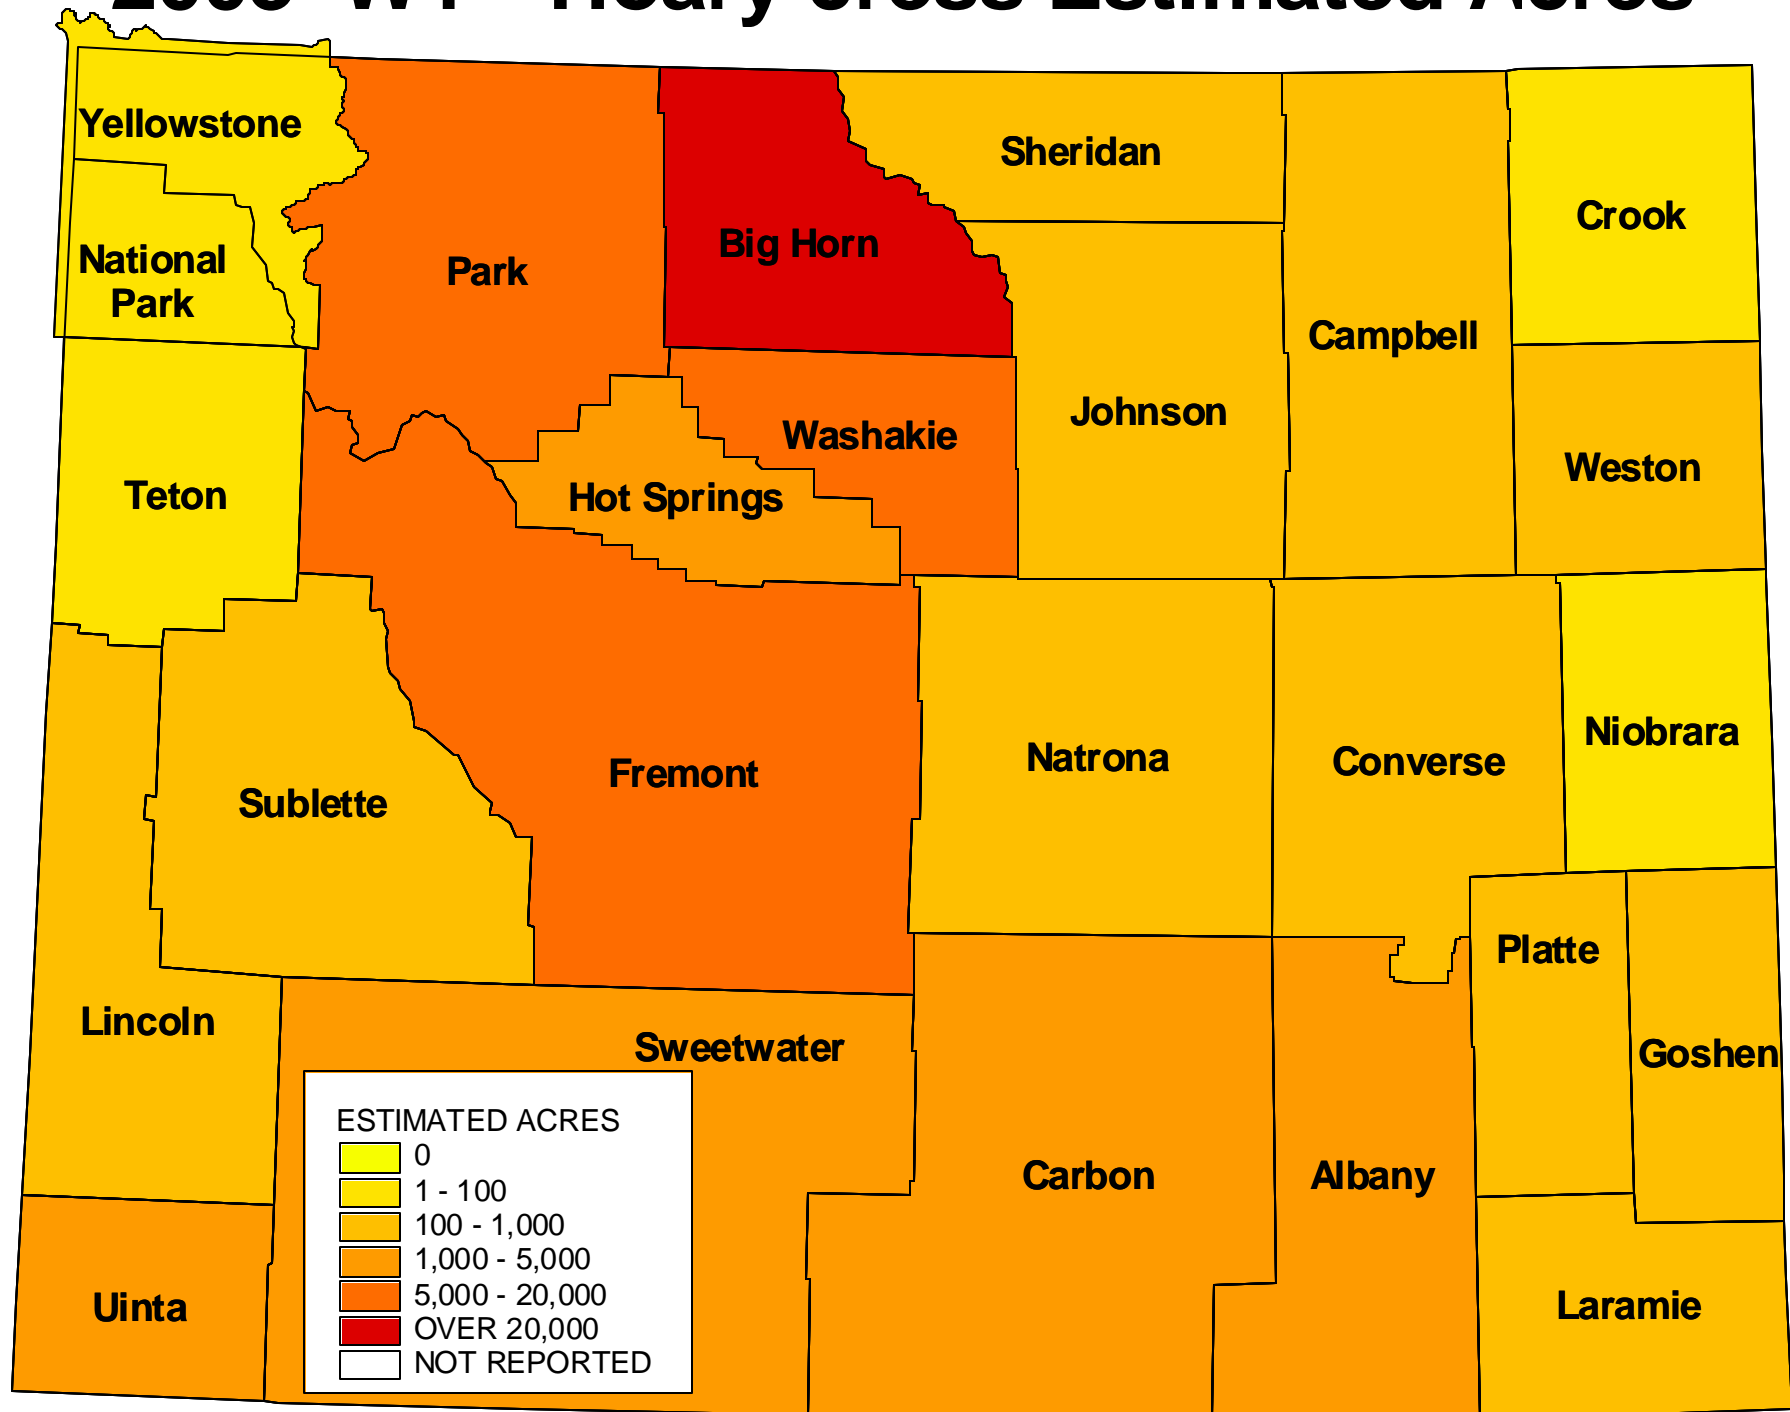 Estimated Acres
Yellowstone
National
Park
Park
Big Horn
Sheridan
Crook
Campbell
Johnson
Washakie
Hot Springs
Weston
Teton
Niobrara
Natrona
Converse
Fremont
Sublette
Platte
Lincoln
Sweetwater
Goshen
Carbon
Albany
Uinta
Laramie
ESTIMATED ACRES
0
1 - 100
100 - 1,000
1,000 - 5,000
5,000 - 20,000
OVER 20,000
NOT REPORTED